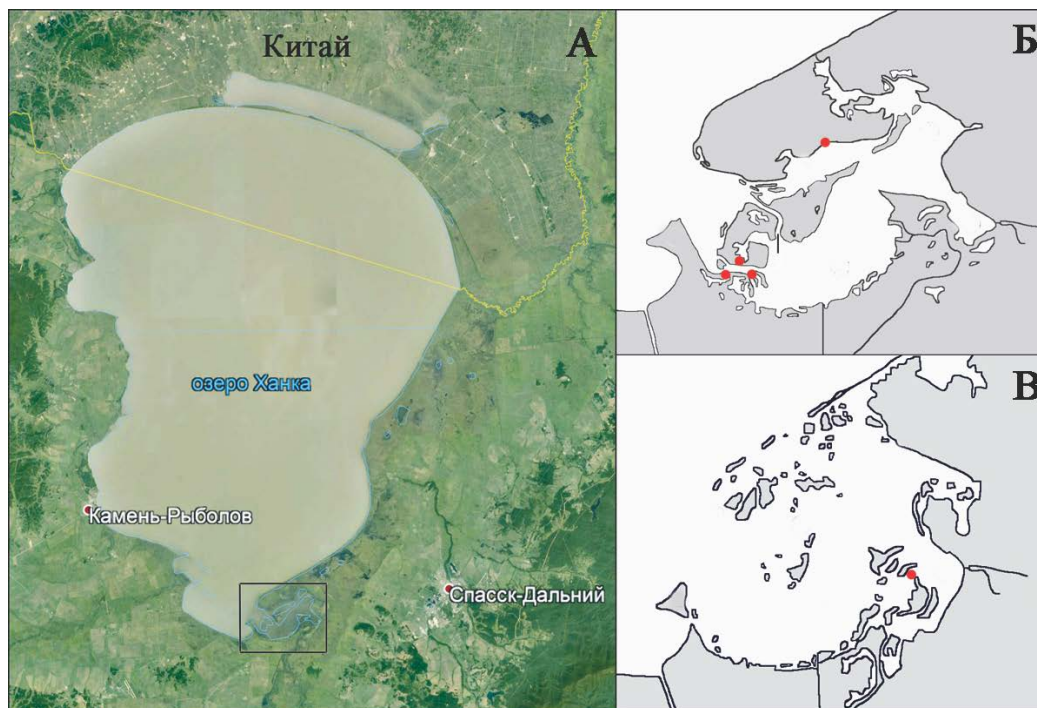 Китай
А
Б
озеро Ханка
В
Камень-Рыболов
Спасск-Дальний